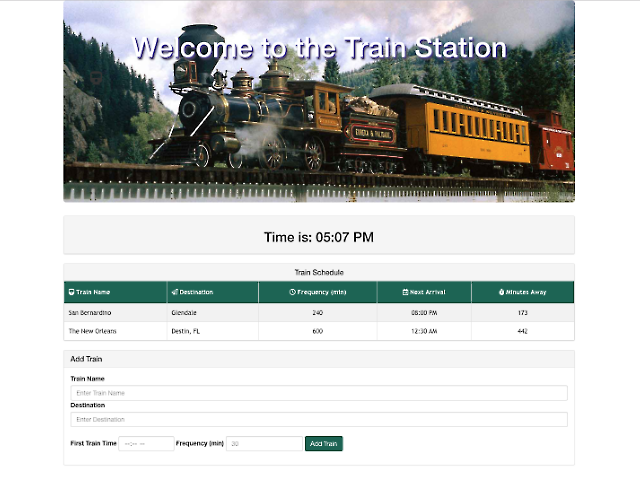 Welcome to the Train Station
EUREKA & PALISADE
Time is: 05:07 PM
Train Schedule
Train Name Destination Frequency (min) Next Arrival Minutes Away
San Bernardino Glendale 240 08:00 PM 173
The New Orleans Destin, FL 600 12:30 AM 442
Add Train
Train Name
Enter Train Name
Destination
Enter Destination
First Train Time --:-- -- Frequency (min) 30 Add Train